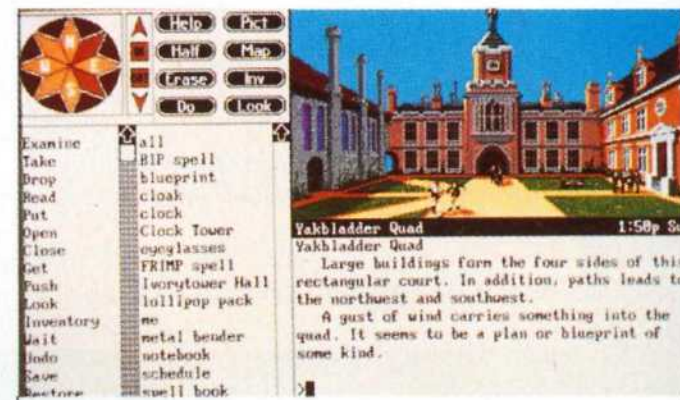 Help Pict
Half Map
Erase Inv
Do Look
Examine
Take
Drop
Read
Put
Open
Close
Get
Push
Look
Inventory
Wait
Undo
Save
Restore
all
BIP spell
blueprint
cloak
clock
Clock Tower
eyeglasses
FRIMP spell
Ivorytower Hall
lollipop pack
me
metal bender
notebook
schedule
spell book
Yakbladder Quad 1:50p Su
Yakbladder Quad
Large buildings form the four sides of this
rectangular court. In addition, paths leads to
the northwest and southwest.
A gust of wind carries something into the
quad. It seems to be a plan or blueprint of
some kind.
>